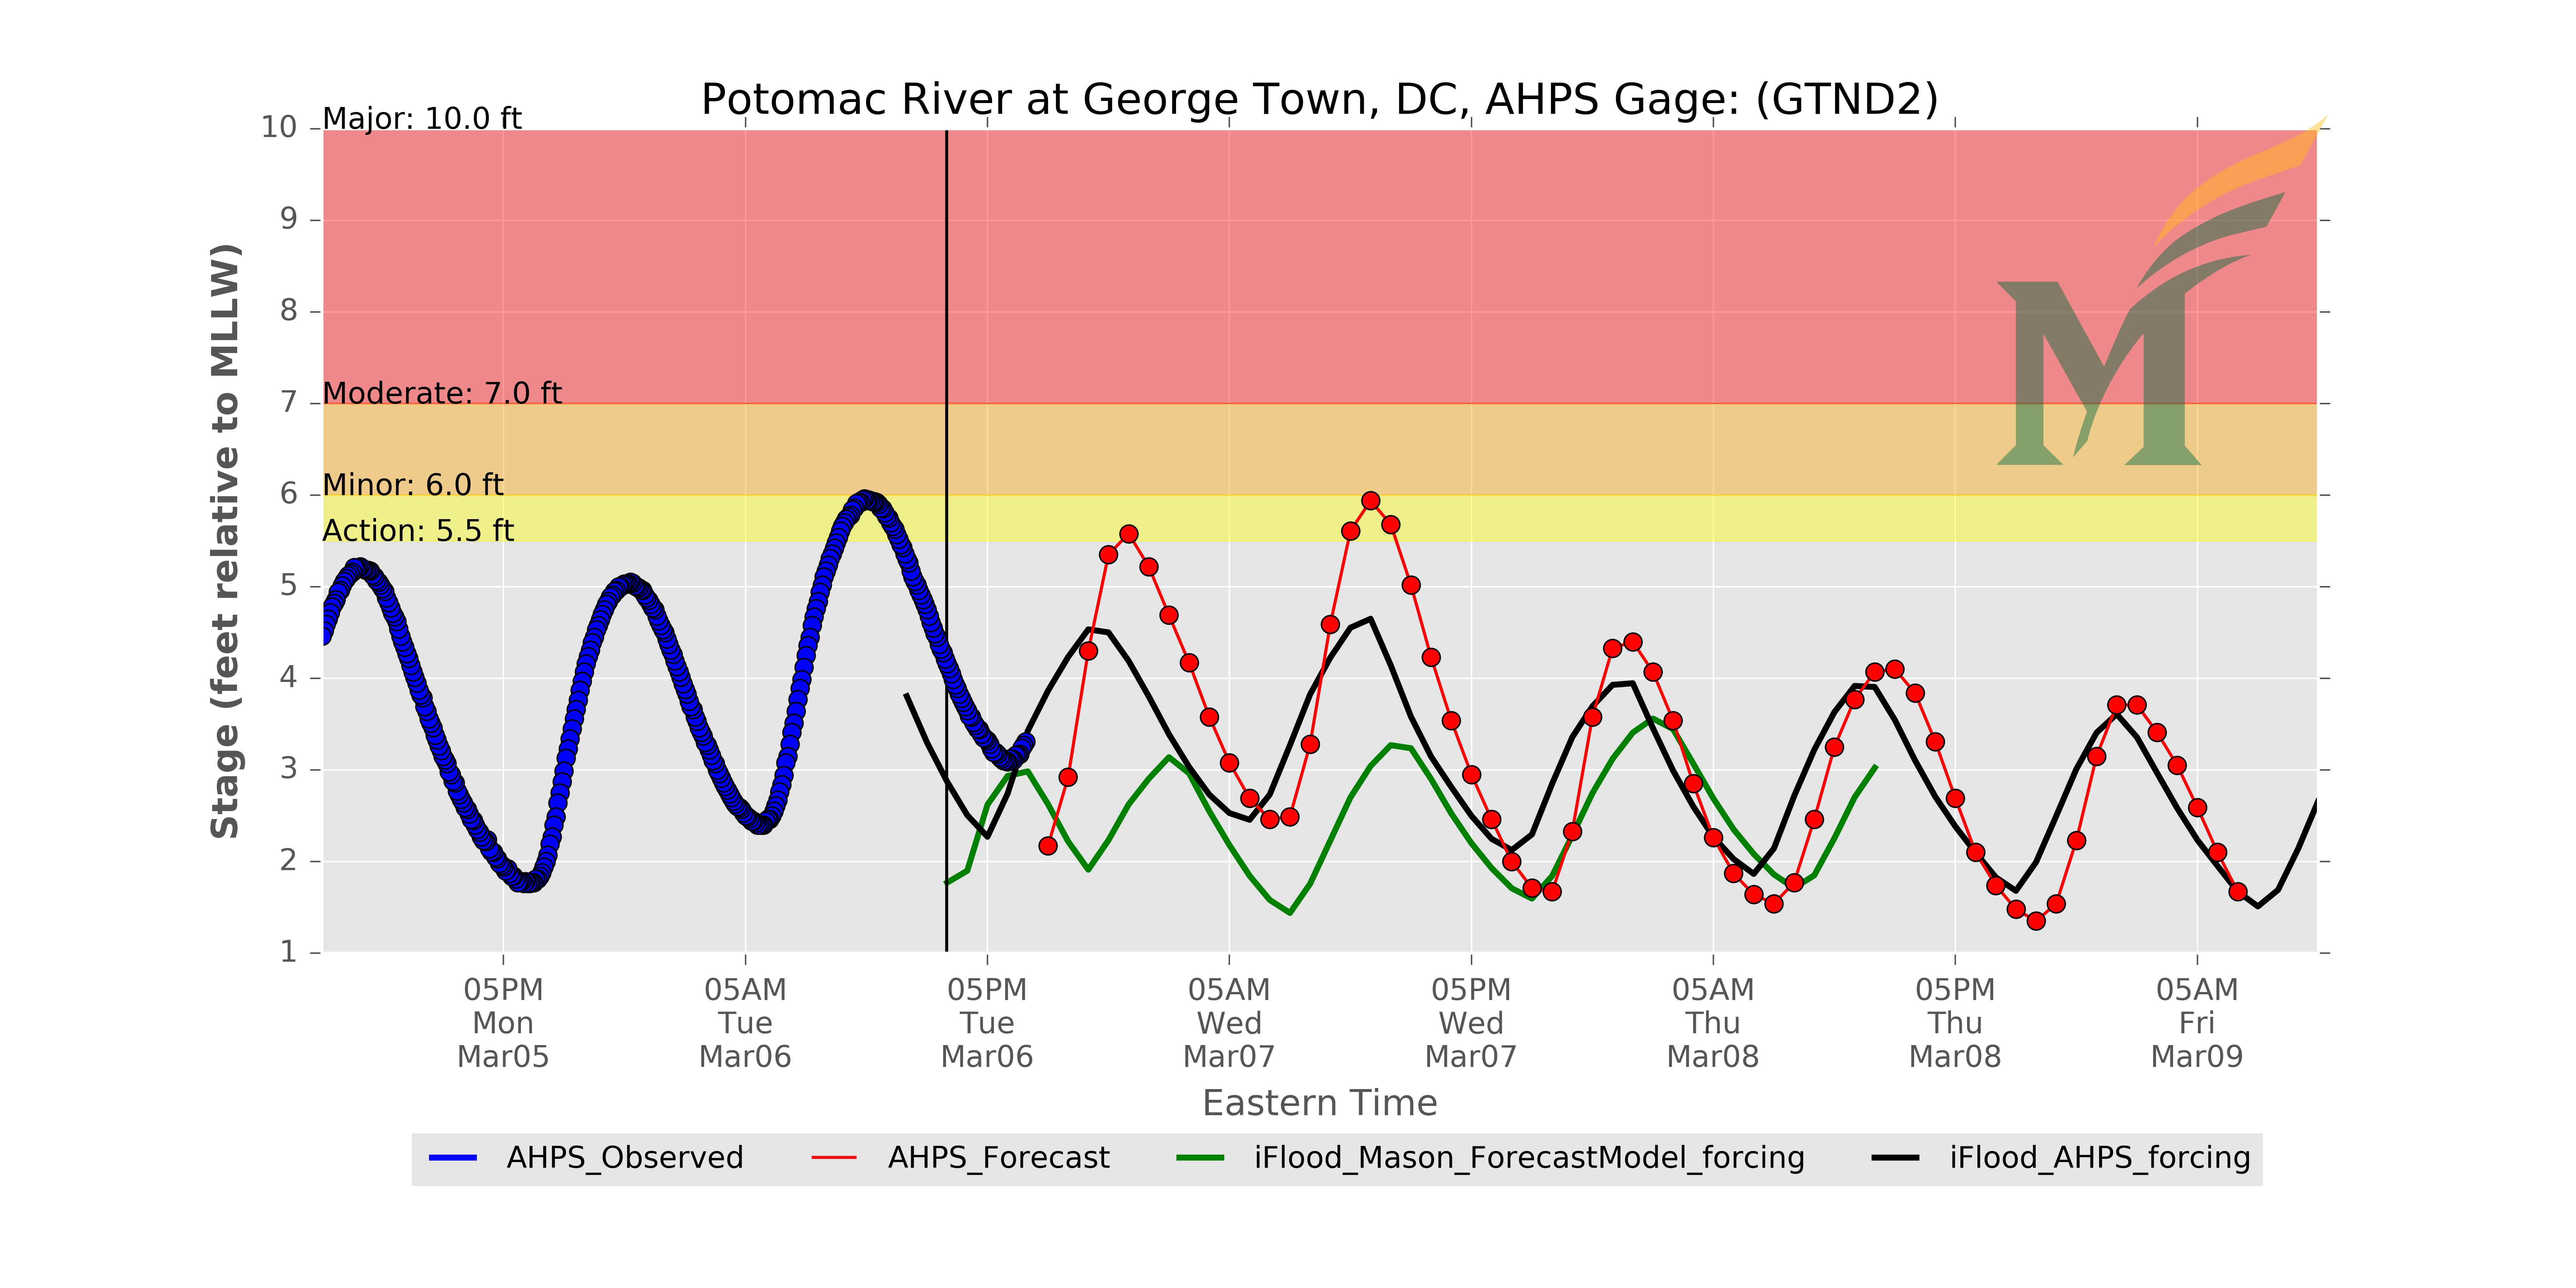 Potomac River at George Town, DC, AHPS Gage: (GTND2)
Major: 10.0 ft
Moderate: 7.0 ft
Minor: 6.0 ft
Action: 5.5 ft
Stage (feet relative to MLLW)
10
9
8
7
6
5
4
3
2
1
05PM
Mon
Mar05
05AM
Tue
Mar06
05PM
Tue
Mar06
05AM
Wed
Mar07
05PM
Wed
Mar07
05AM
Thu
Mar08
05PM
Thu
Mar08
05AM
Fri
Mar09
Eastern Time
AHPS_Observed
AHPS_Forecast
iFlood_Mason_ForecastModel_forcing
iFlood_AHPS_forcing
M